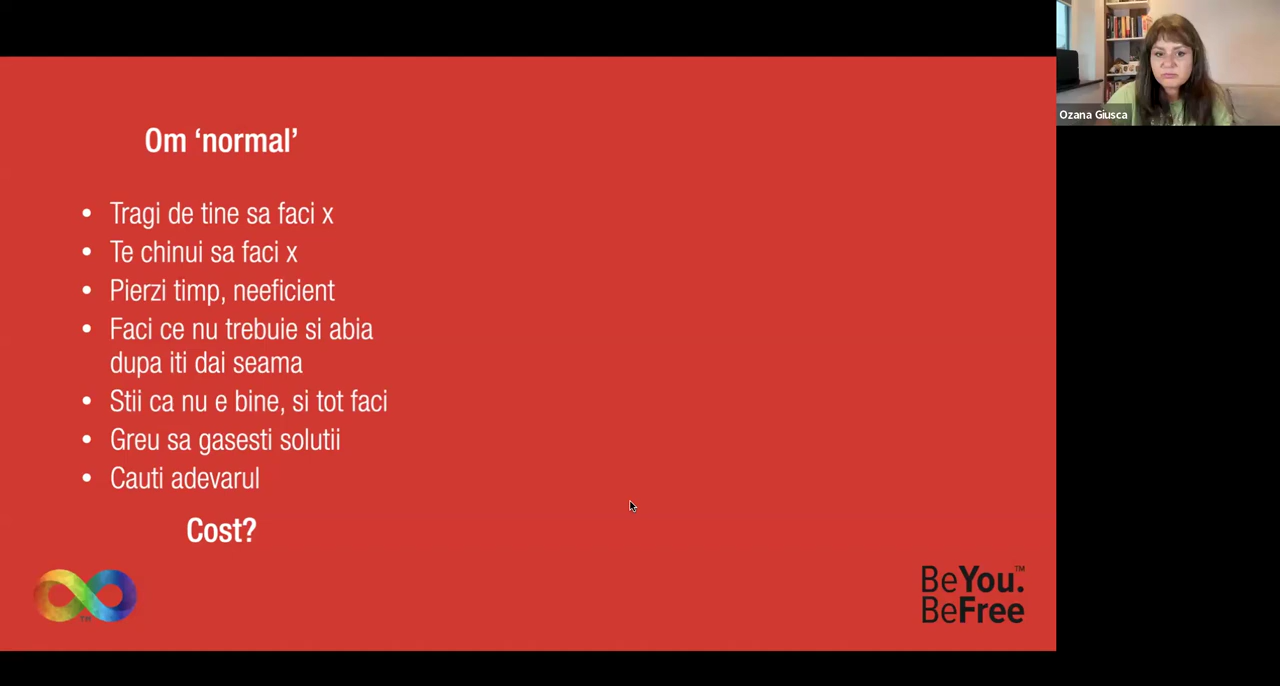 Om ‘normal’
• Tragi de tine sa faci x
• Te chinui sa faci x
• Pierzi timp, neeficient
• Faci ce nu trebuie si abia
dupa iti dai seama
• Stii ca nu e bine, si tot faci
• Greu sa gasesti solutii
• Cauti adevarul
Cost?
TM
BeYou.™
BeFree
Ozana Giusca